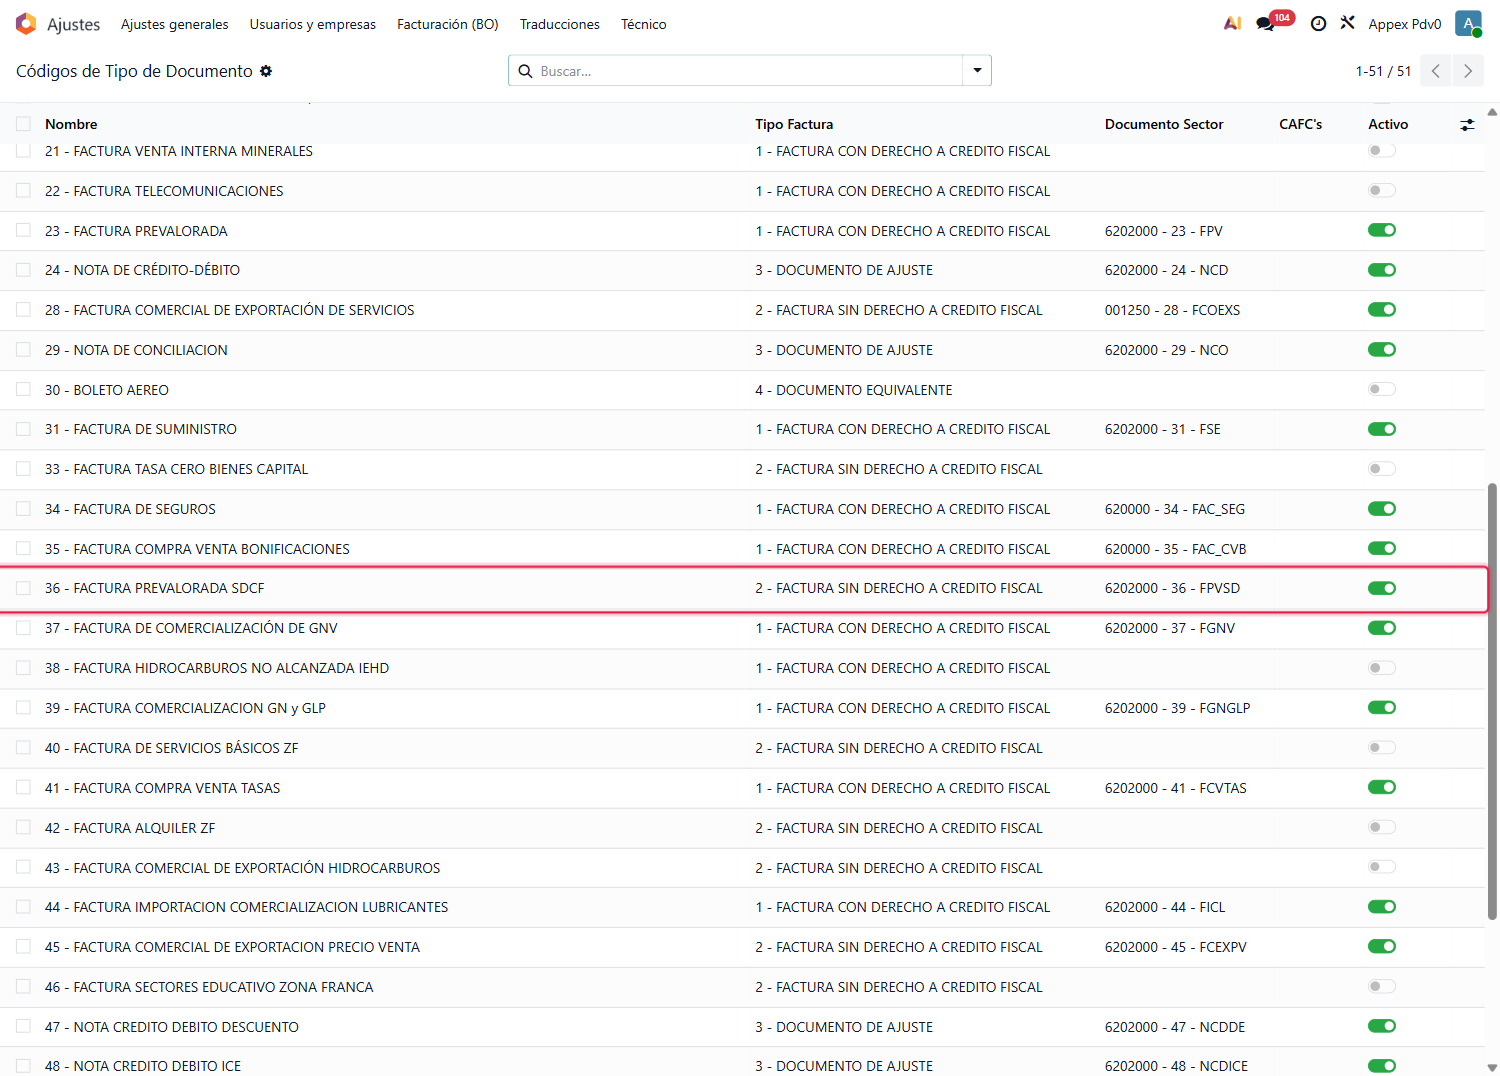 Ajustes Ajustes generales Usuarios y empresas Facturación (BO) Traducciones Técnico AI 104 Appex Pdv0 A
Códigos de Tipo de Documento Buscar... 1-51 / 51
Nombre Tipo Factura Documento Sector CAFC's Activo
21 - FACTURA VENTA INTERNA MINERALES 1 - FACTURA CON DERECHO A CREDITO FISCAL
22 - FACTURA TELECOMUNICACIONES 1 - FACTURA CON DERECHO A CREDITO FISCAL
23 - FACTURA PREVALORADA 1 - FACTURA CON DERECHO A CREDITO FISCAL 6202000 - 23 - FPV
24 - NOTA DE CRÉDITO-DÉBITO 3 - DOCUMENTO DE AJUSTE 6202000 - 24 - NCD
28 - FACTURA COMERCIAL DE EXPORTACIÓN DE SERVICIOS 2 - FACTURA SIN DERECHO A CREDITO FISCAL 001250 - 28 - FCOEXS
29 - NOTA DE CONCILIACION 3 - DOCUMENTO DE AJUSTE 6202000 - 29 - NCO
30 - BOLETO AEREO 4 - DOCUMENTO EQUIVALENTE
31 - FACTURA DE SUMINISTRO 1 - FACTURA CON DERECHO A CREDITO FISCAL 6202000 - 31 - FSE
33 - FACTURA TASA CERO BIENES CAPITAL 2 - FACTURA SIN DERECHO A CREDITO FISCAL
34 - FACTURA DE SEGUROS 1 - FACTURA CON DERECHO A CREDITO FISCAL 620000 - 34 - FAC_SEG
35 - FACTURA COMPRA VENTA BONIFICACIONES 1 - FACTURA CON DERECHO A CREDITO FISCAL 620000 - 35 - FAC_CVB
36 - FACTURA PREVALORADA SDCF 2 - FACTURA SIN DERECHO A CREDITO FISCAL 6202000 - 36 - FPVSD
37 - FACTURA DE COMERCIALIZACIÓN DE GNV 1 - FACTURA CON DERECHO A CREDITO FISCAL 6202000 - 37 - FGNV
38 - FACTURA HIDROCARBUROS NO ALCANZADA IEHD 1 - FACTURA CON DERECHO A CREDITO FISCAL
39 - FACTURA COMERCIALIZACION GN y GLP 1 - FACTURA CON DERECHO A CREDITO FISCAL 6202000 - 39 - FGNGLP
40 - FACTURA DE SERVICIOS BÁSICOS ZF 2 - FACTURA SIN DERECHO A CREDITO FISCAL
41 - FACTURA COMPRA VENTA TASAS 1 - FACTURA CON DERECHO A CREDITO FISCAL 6202000 - 41 - FCVTAS
42 - FACTURA ALQUILER ZF 2 - FACTURA SIN DERECHO A CREDITO FISCAL
43 - FACTURA COMERCIAL DE EXPORTACIÓN HIDROCARBUROS 2 - FACTURA SIN DERECHO A CREDITO FISCAL
44 - FACTURA IMPORTACION COMERCIALIZACION LUBRICANTES 1 - FACTURA CON DERECHO A CREDITO FISCAL 6202000 - 44 - FICL
45 - FACTURA COMERCIAL DE EXPORTACION PRECIO VENTA 2 - FACTURA SIN DERECHO A CREDITO FISCAL 6202000 - 45 - FCEXPV
46 - FACTURA SECTORES EDUCATIVO ZONA FRANCA 2 - FACTURA SIN DERECHO A CREDITO FISCAL
47 - NOTA CREDITO DEBITO DESCUENTO 3 - DOCUMENTO DE AJUSTE 6202000 - 47 - NCDDE
48 - NOTA CREDITO DEBITO ICE 3 - DOCUMENTO DE AJUSTE 6202000 - 48 - NCDICE